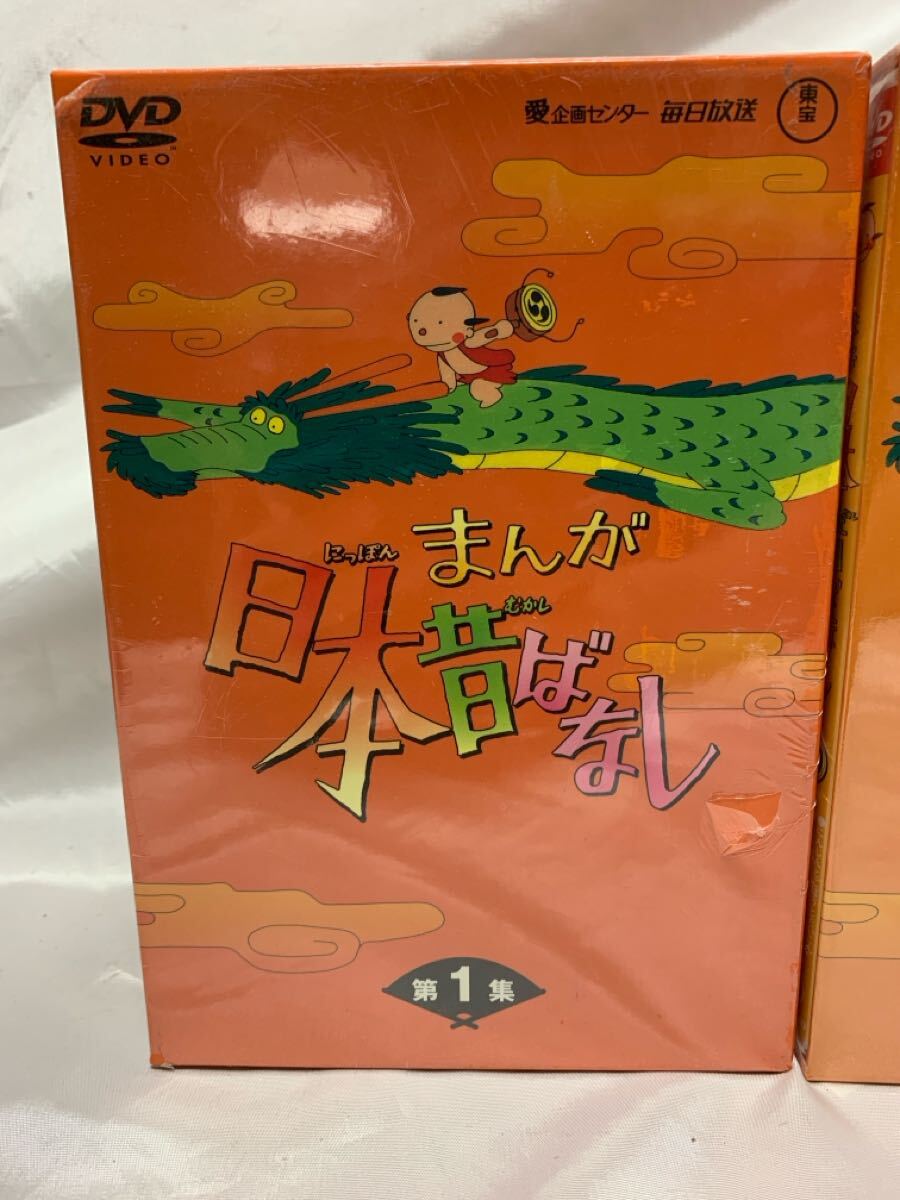 DVD
VIDEO
愛企画センター 毎日放送
東宝
まんが
にっぽん
日本
むかし
昔ばなし
第1集